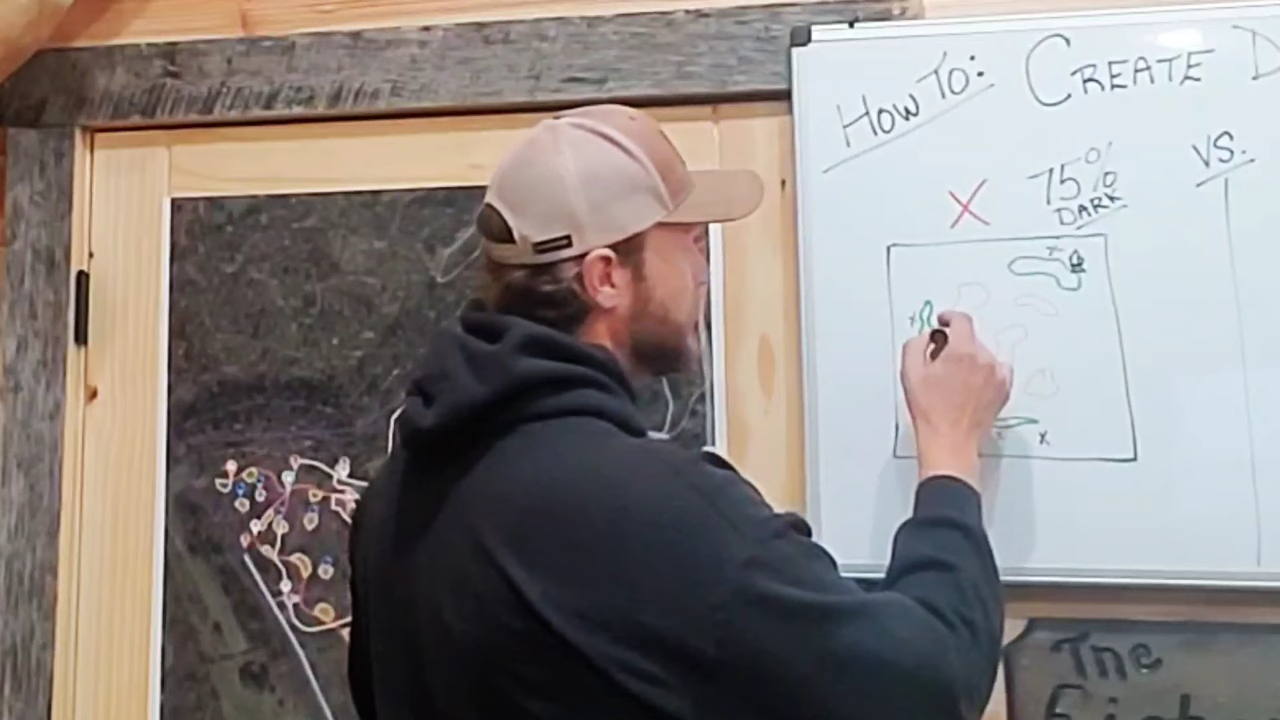 HOW TO: CREATE D
X 75% VS.
DARK
x
x
x x
The